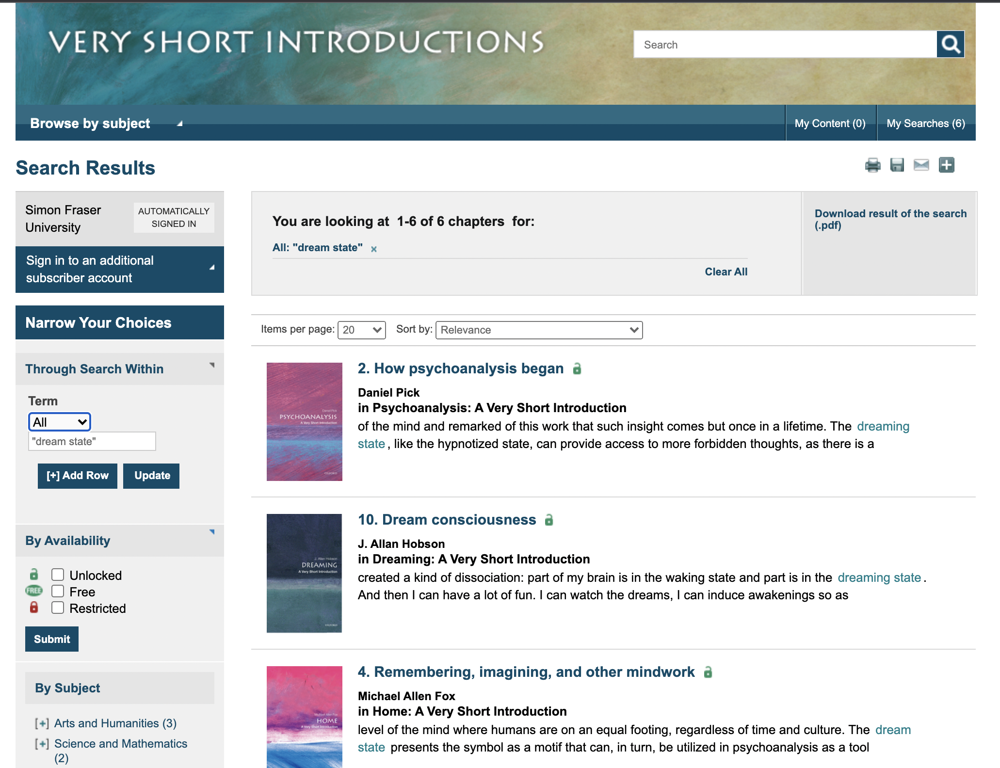 VERY SHORT INTRODUCTIONS
Search
Browse by subject
My Content (0)
My Searches (6)
Search Results
Simon Fraser
University
AUTOMATICALLY
SIGNED IN
Sign in to an additional
subscriber account
Narrow Your Choices
Through Search Within
Term
All
"dream state"
[+] Add Row
Update
By Availability
Unlocked
FREE
Free
Restricted
Submit
By Subject
[+] Arts and Humanities (3)
[+] Science and Mathematics
(2)
You are looking at 1-6 of 6 chapters for:
All: "dream state" x
Clear All
Download result of the search
(.pdf)
Items per page: 20
Sort by: Relevance
Daniel Pick
PSYCHOANALYSIS
A Very Short Introduction
OXFORD
2. How psychoanalysis began
Daniel Pick
in Psychoanalysis: A Very Short Introduction
of the mind and remarked of this work that such insight comes but once in a lifetime. The dreaming
state , like the hypnotized state, can provide access to more forbidden thoughts, as there is a
J. Allan Hobson
DREAMING
A Very Short Introduction
OXFORD
10. Dream consciousness
J. Allan Hobson
in Dreaming: A Very Short Introduction
created a kind of dissociation: part of my brain is in the waking state and part is in the dreaming state .
And then I can have a lot of fun. I can watch the dreams, I can induce awakenings so as
Michael Allen Fox
HOME
A Very Short Introduction
4. Remembering, imagining, and other mindwork
Michael Allen Fox
in Home: A Very Short Introduction
level of the mind where humans are on an equal footing, regardless of time and culture. The dream
state presents the symbol as a motif that can, in turn, be utilized in psychoanalysis as a tool